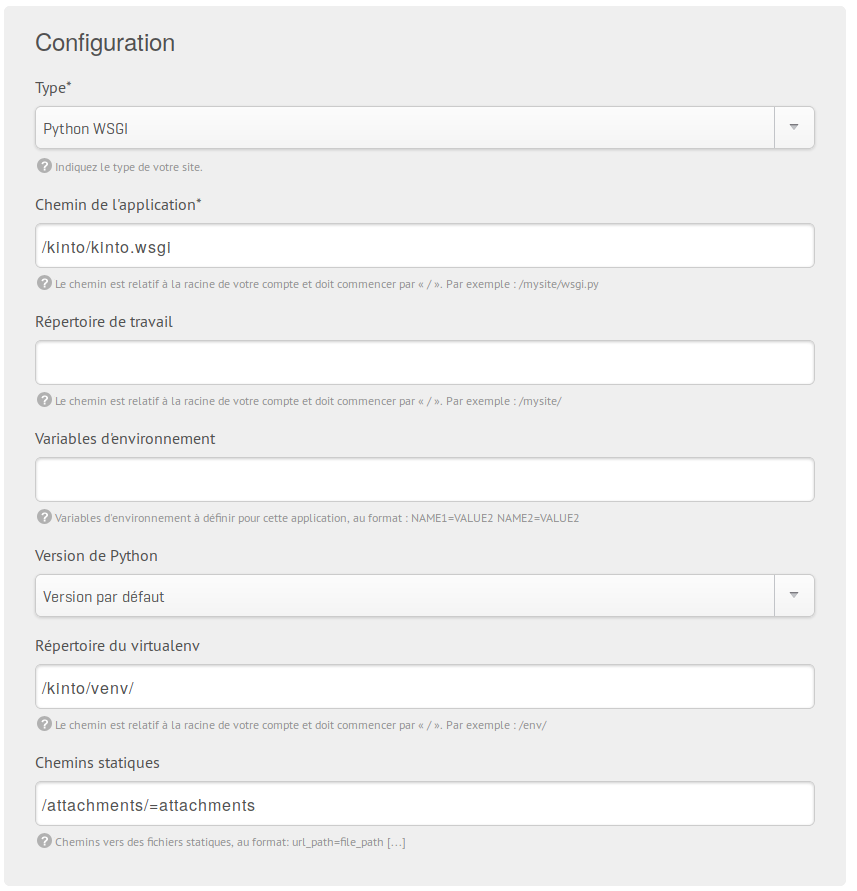 Configuration
Type*
Python WSGI
? Indiquez le type de votre site.
Chemin de l'application*
/kinto/kinto.wsgi
? Le chemin est relatif à la racine de votre compte et doit commencer par « / ». Par exemple : /mysite/wsgi.py
Répertoire de travail
? Le chemin est relatif à la racine de votre compte et doit commencer par « / ». Par exemple : /mysite/
Variables d'environnement
? Variables d'environnement à définir pour cette application, au format : NAME1=VALUE2 NAME2=VALUE2
Version de Python
Version par défaut
Répertoire du virtualenv
/kinto/venv/
? Le chemin est relatif à la racine de votre compte et doit commencer par « / ». Par exemple : /env/
Chemins statiques
/attachments/=attachments
? Chemins vers des fichiers statiques, au format: url_path=file_path [...]